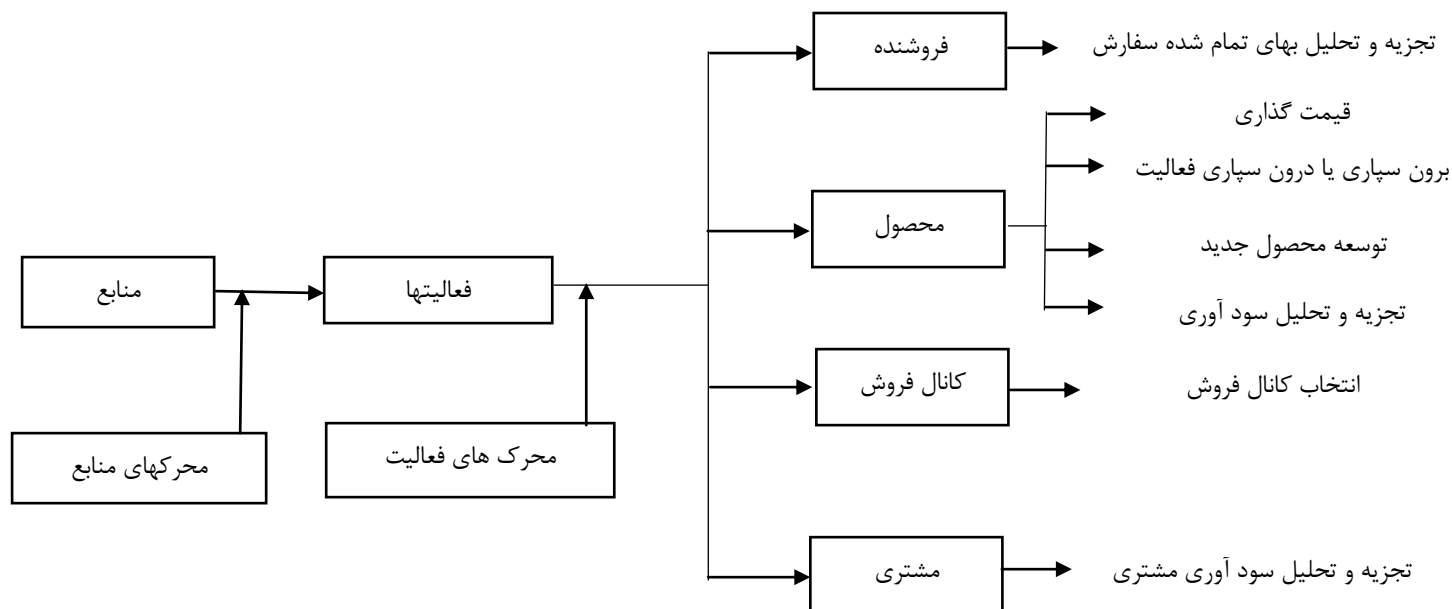 فروشنده
تجزیه و تحلیل بهای تمام شده سفارش
قیمت گذاری
برون سپاری یا درون سپاری فعالیت
محصول
توسعه محصول جدید
منابع
فعالیتها
تجزیه و تحلیل سود آوری
کانال فروش
انتخاب کانال فروش
محرکهای منابع
محرک های فعالیت
مشتری
تجزیه و تحلیل سود آوری مشتری